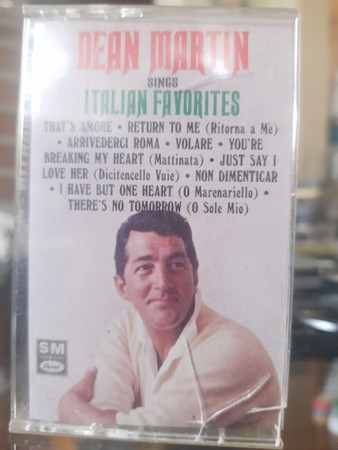 DEAN MARTIN
SINGS
ITALIAN FAVORITES
THAT'S AMORE • RETURN TO ME (Ritorna a Me)
• ARRIVEDERCI ROMA • VOLARE • YOU'RE
BREAKING MY HEART (Mattinata) • JUST SAY I
LOVE HER (Dicitencello Vuie) • NON DIMENTICAR
• I HAVE BUT ONE HEART (O Marenariello) •
THERE'S NO TOMORROW (O Sole Mio)
SM
Capitol